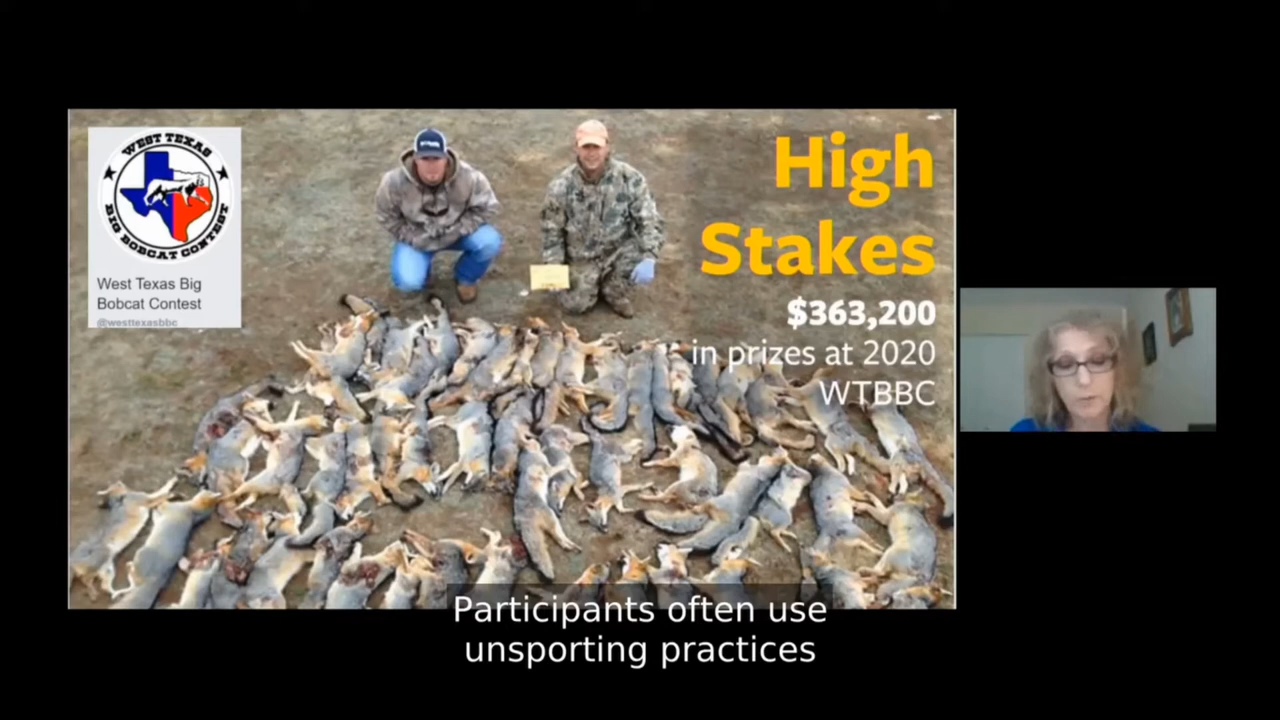 WEST TEXAS
BIG BOBCAT CONTEST
West Texas Big
Bobcat Contest
@westtexasbbc
High
Stakes
$363,200
in prizes at 2020
WTBBC
Participants often use
unsporting practices